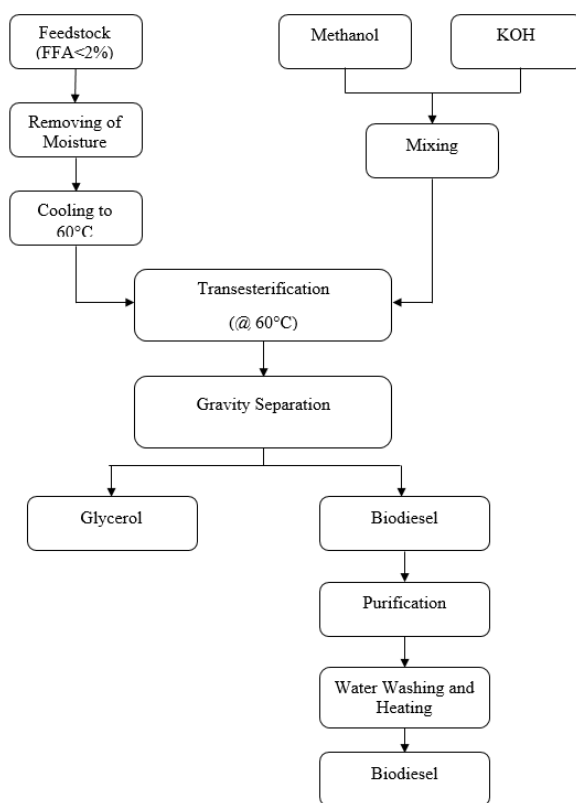 Feedstock
(FFA<2%)
Methanol
KOH
Removing of
Moisture
Mixing
Cooling to
60°C
Transesterification
(@ 60°C)
Gravity Separation
Glycerol
Biodiesel
Purification
Water Washing and
Heating
Biodiesel